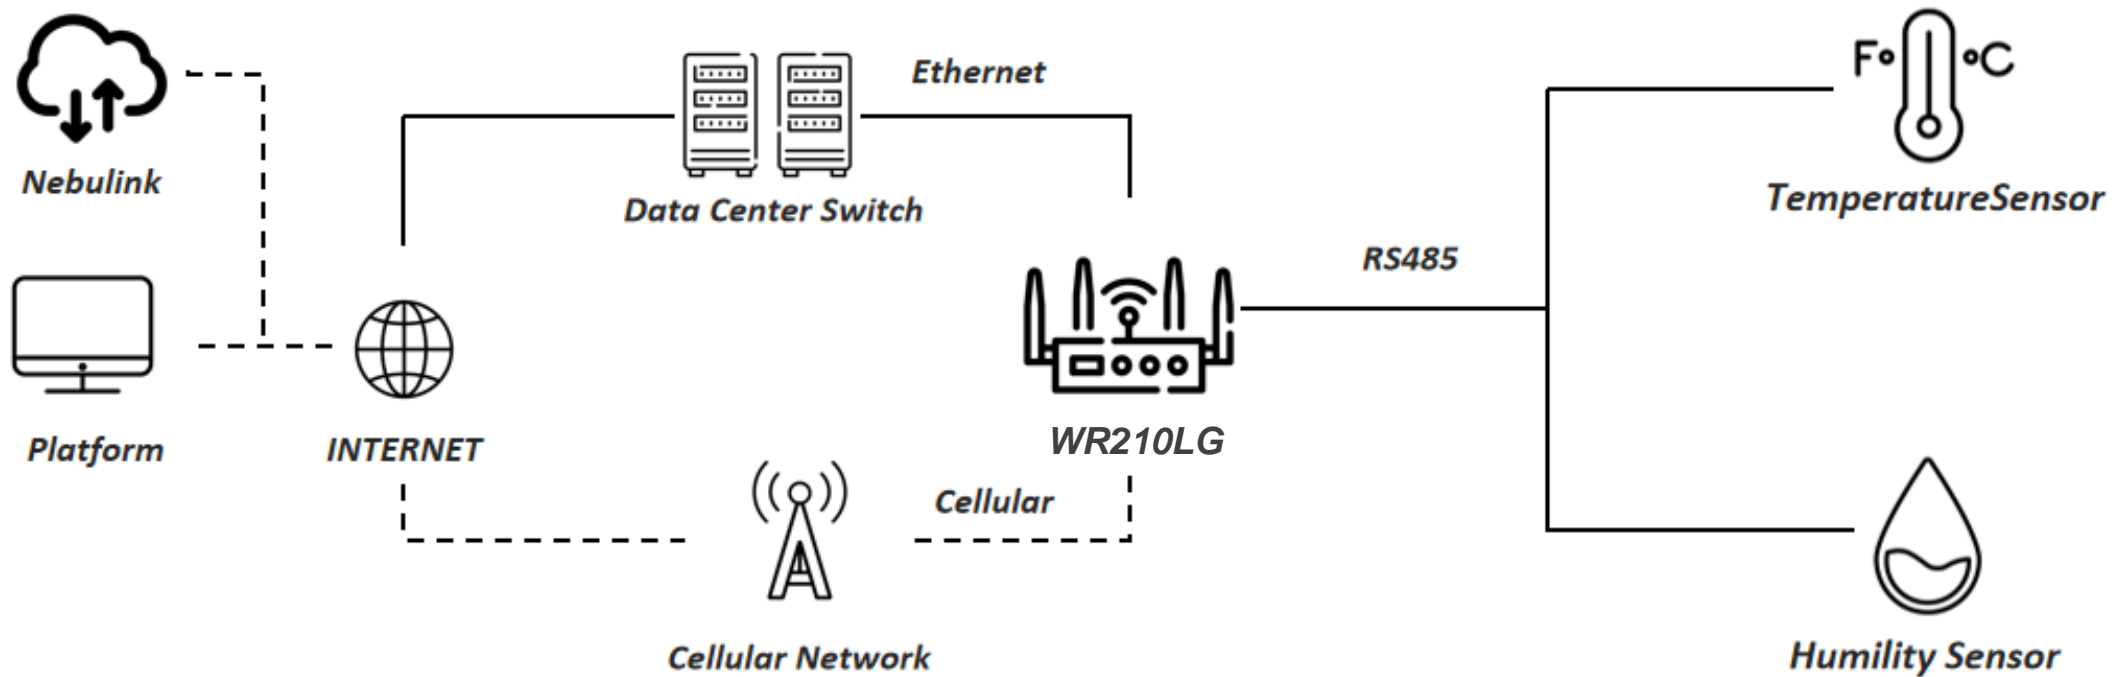 F
C
Ethernet
Nebulink
Data Center Switch
TemperatureSensor
RS485
Platform
INTERNET
WR210LG
Cellular
Cellular Network
Humility Sensor